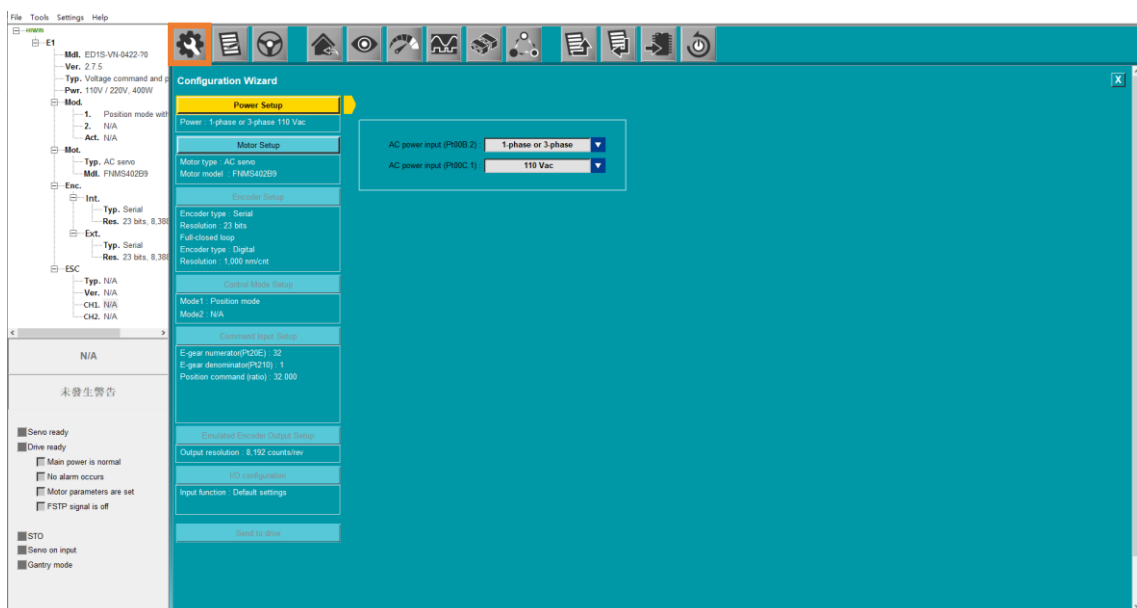 File Tools Settings Help
HIWIN
E1
Mdl. ED1S-VN-0422-?0
Ver. 2.7.5
Typ. Voltage command and p
Pwr. 110V / 220V, 400W
Mod.
1. Position mode with
2. N/A
Act. N/A
Mot.
Typ. AC servo
Mdl. FNMS402B9
Enc.
Int.
Typ. Serial
Res. 23 bits, 8,388
Ext.
Typ. Serial
Res. 23 bits, 8,388
ESC
Typ. N/A
Ver. N/A
CH1. N/A
CH2. N/A
N/A
未發生警告
Servo ready
Drive ready
Main power is normal
No alarm occurs
Motor parameters are set
FSTP signal is off
STO
Servo on input
Gantry mode
Configuration Wizard
X
Power Setup
Power : 1-phase or 3-phase 110 Vac
Motor Setup
Motor type : AC servo
Motor model : FNMS402B9
Encoder Setup
Encoder type : Serial
Resolution : 23 bits
Full-closed loop
Encoder type : Digital
Resolution : 1,000 nm/cnt
Control Mode Setup
Mode1 : Position mode
Mode2 : N/A
Command Input Setup
E-gear numerator(Pt20E) : 32
E-gear denominator(Pt210) : 1
Position command (ratio) : 32.000
Emulated Encoder Output Setup
Output resolution : 8,192 counts/rev
I/O configuration
Input function : Default settings
Send to drive
AC power input (Pt00B.2) : 1-phase or 3-phase
AC power input (Pt00C.1) : 110 Vac